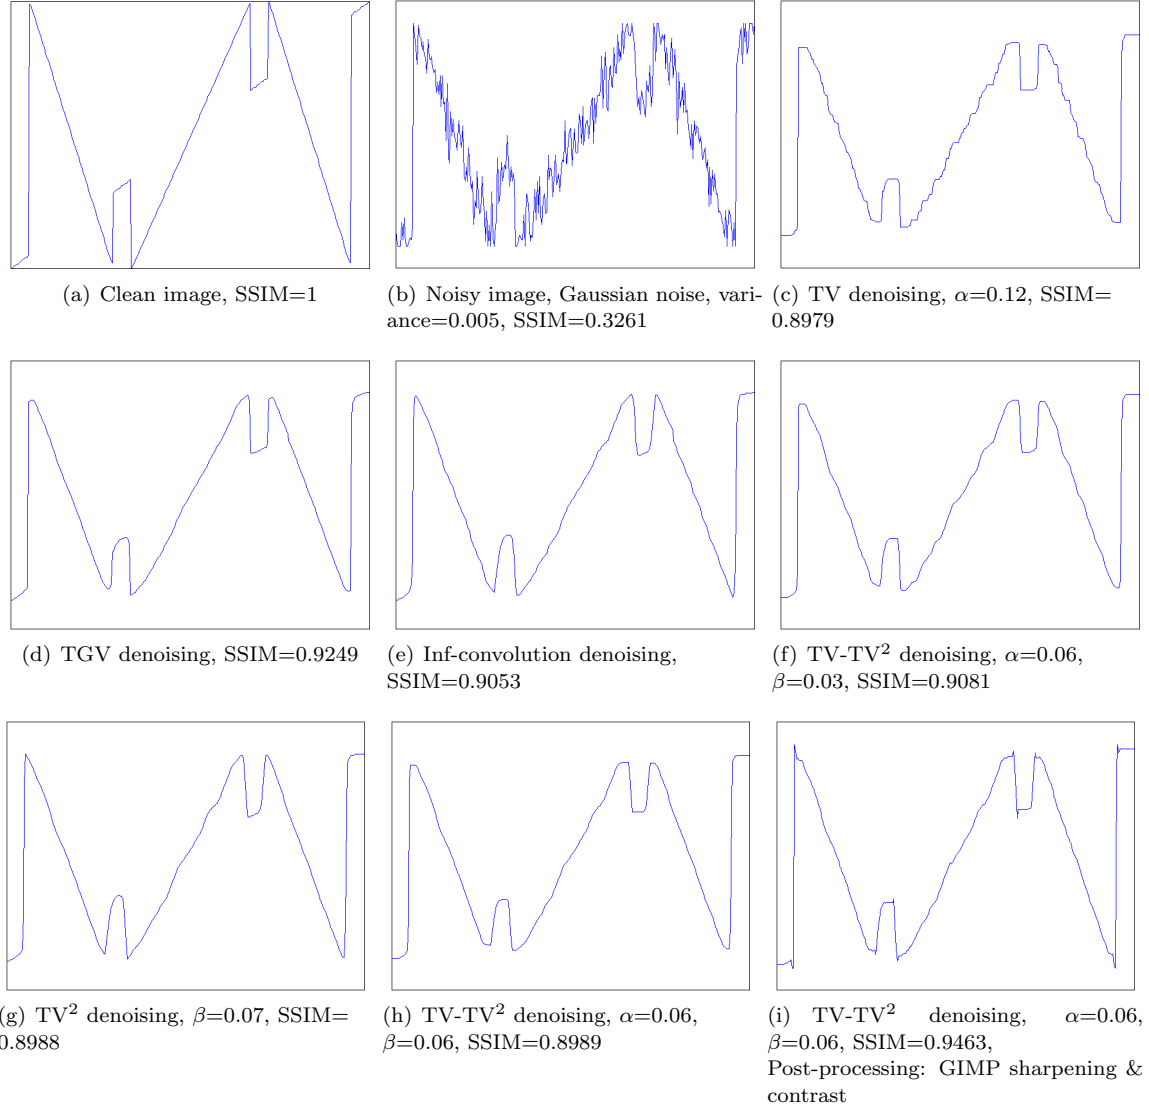 (a) Clean image, SSIM=1
(b) Noisy image, Gaussian noise, vari-
ance=0.005, SSIM=0.3261
(c) TV denoising, α=0.12, SSIM=
0.8979
(d) TGV denoising, SSIM=0.9249
(e) Inf-convolution denoising,
SSIM=0.9053
(f) TV-TV² denoising, α=0.06,
β=0.03, SSIM=0.9081
(g) TV² denoising, β=0.07, SSIM=
0.8988
(h) TV-TV² denoising, α=0.06,
β=0.06, SSIM=0.8989
(i) TV-TV² denoising, α=0.06,
β=0.06, SSIM=0.9463,
Post-processing: GIMP sharpening &
contrast